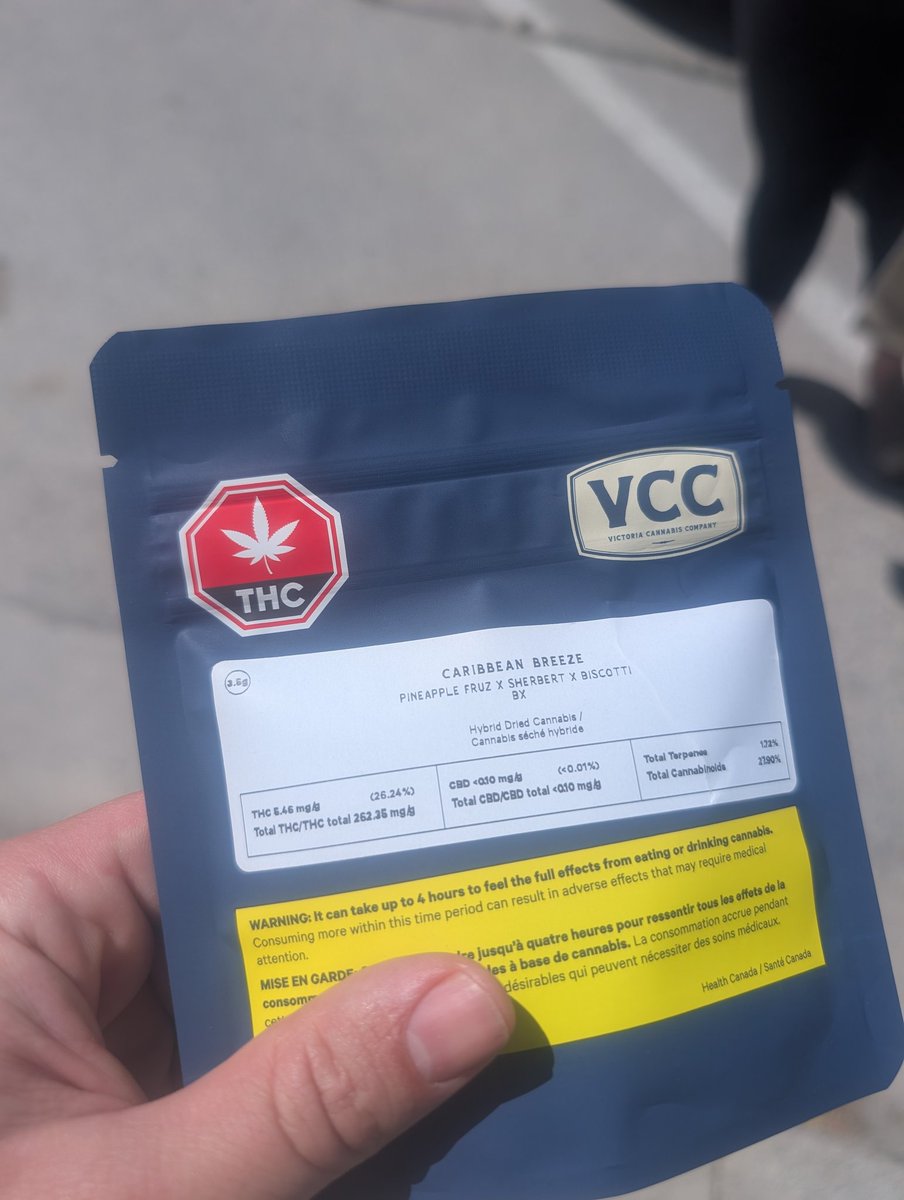 THC
VCC
VICTORIA CANNABIS COMPANY
3.5g
CARIBBEAN BREEZE
PINEAPPLE FRUZ X SHERBERT X BISCOTTI
BX
Hybrid Dried Cannabis /
Cannabis séché hybride
THC 5.46 mg/g (26.24%)
Total THC/THC total 262.35 mg/g
CBD <0.10 mg/g (<0.01%)
Total CBD/CBD total <0.10 mg/g
Total Terpenes 1.72%
Total Cannabinoids 27.90%
WARNING: It can take up to 4 hours to feel the full effects from eating or drinking cannabis.
Consuming more within this time period can result in adverse effects that may require medical
attention.
MISE EN GARDE: jusqu'à quatre heures pour ressentir tous les effets de la
à base de cannabis. La consommation accrue pendant
désirables qui peuvent nécessiter des soins médicaux.
Health Canada / Santé Canada